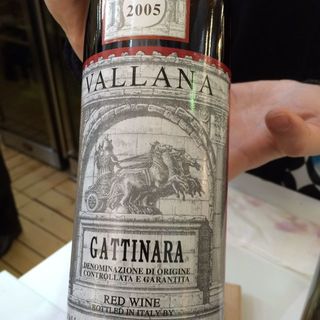 2005
VALLANA
GATTINARA
DENOMINAZIONE DI ORIGINE
CONTROLLATA E GARANTITA
RED WINE
BOTTLED IN ITALY BY